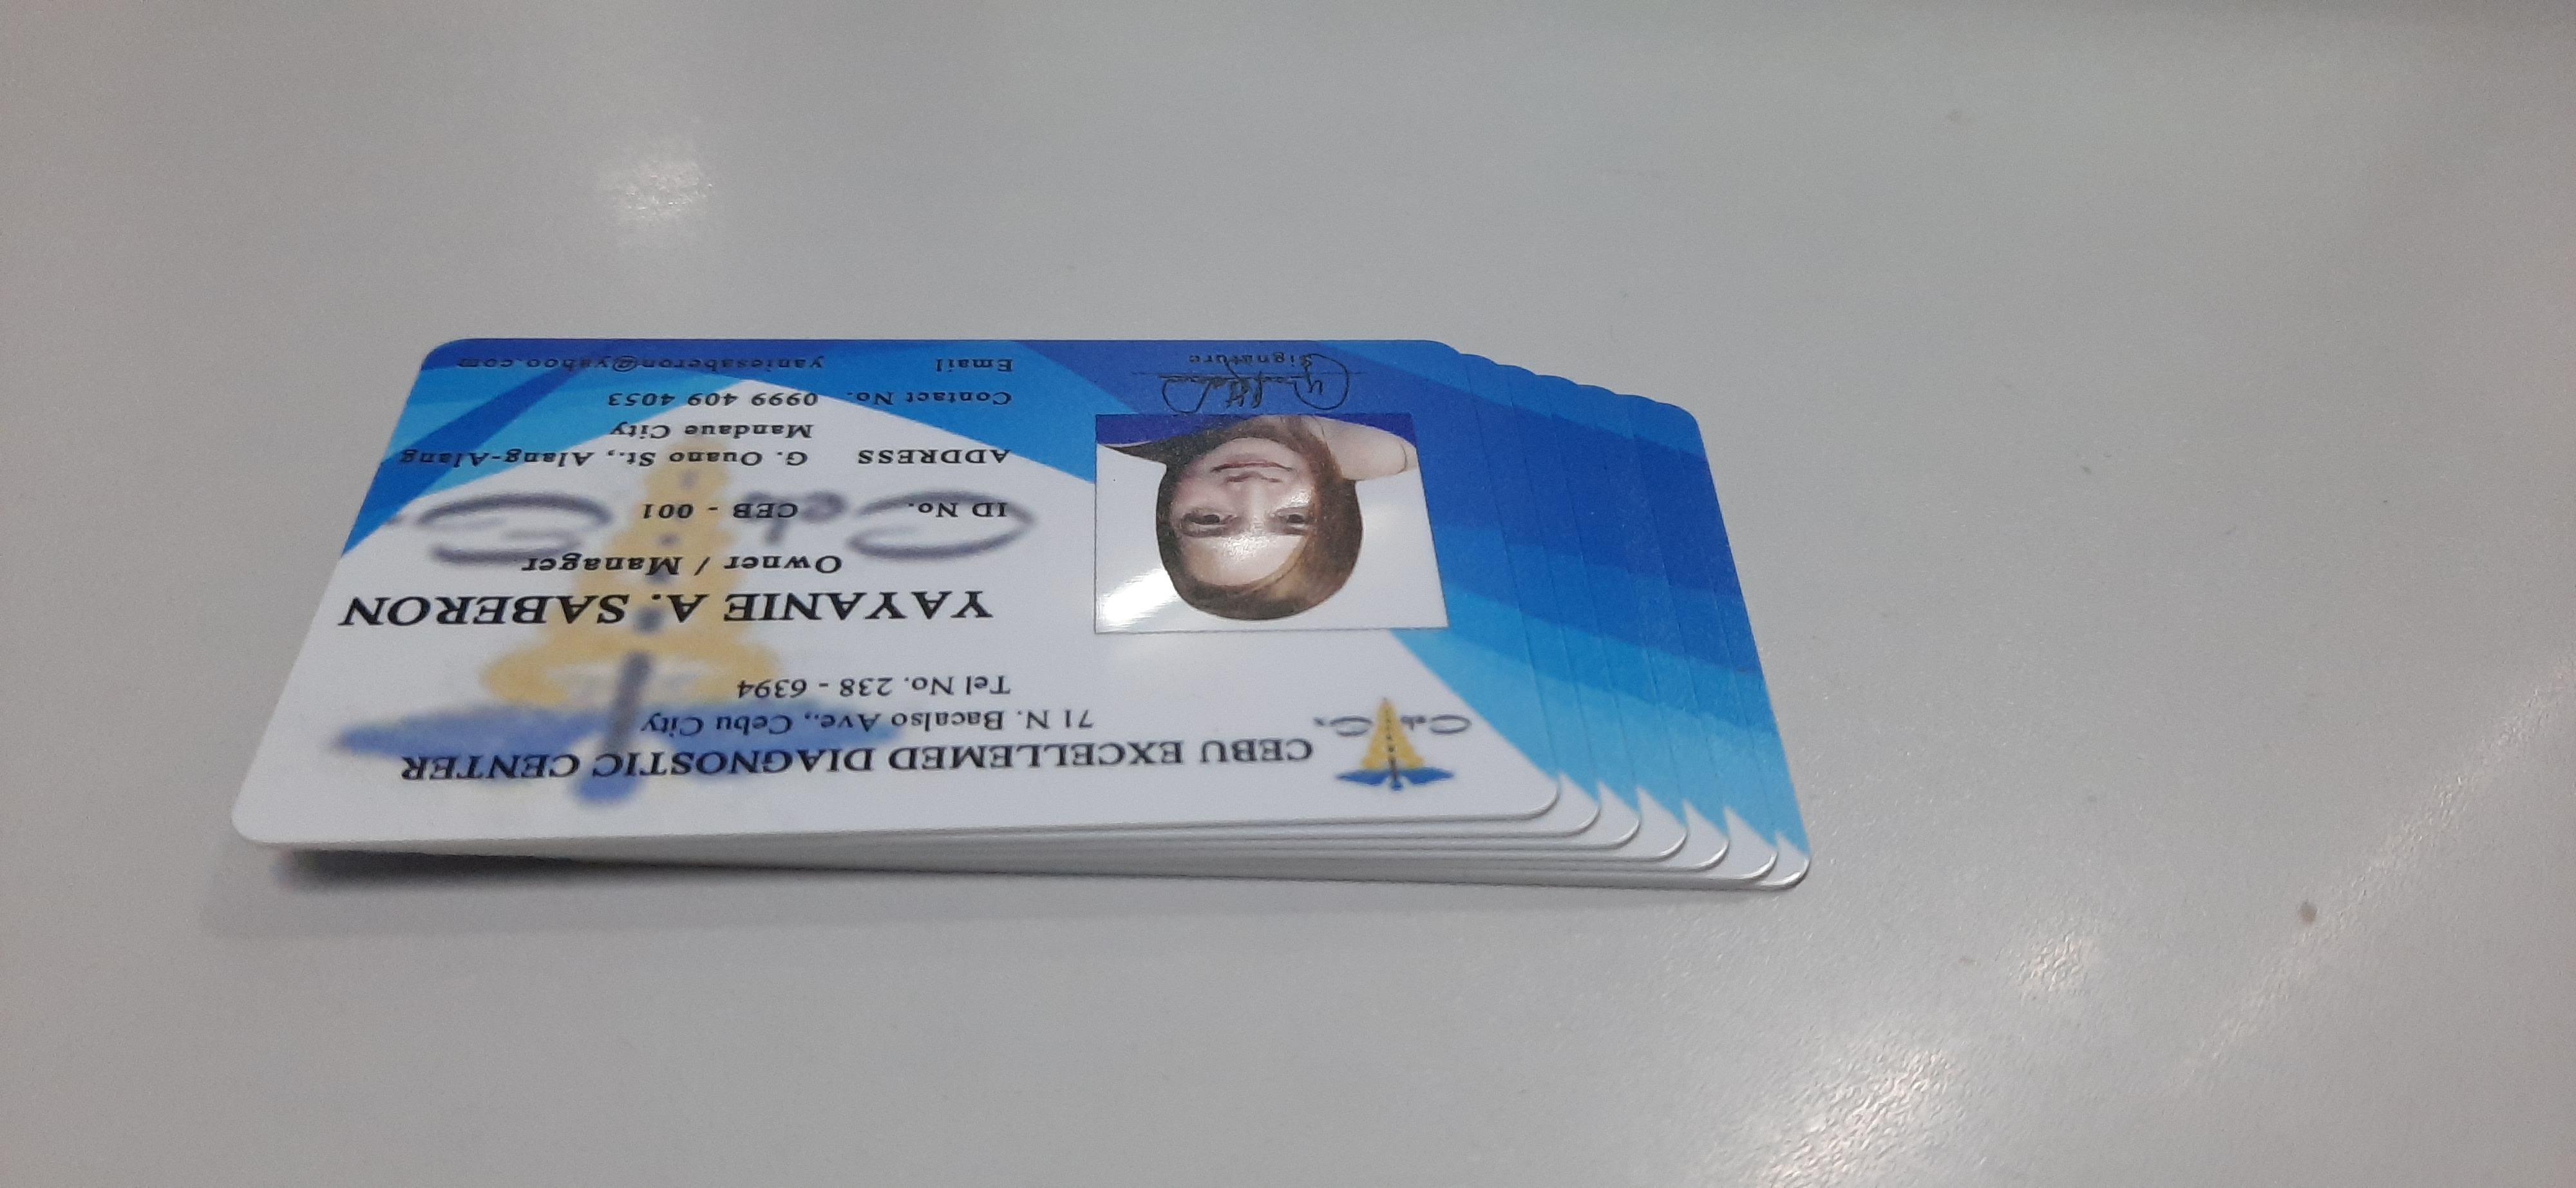 CEBU EXCELLEMED DIAGNOSTIC CENTER
71 N. Bacalso Ave., Cebu City
Tel No. 238 - 6394
YAYANIE A. SABERON
Owner / Manager
ID No. CEB - 001
ADDRESS G. Ouano St., Alang-Alang
Mandaue City
Contact No. 0999 409 4053
Email yaniesaberon@yahoo.com
Signature